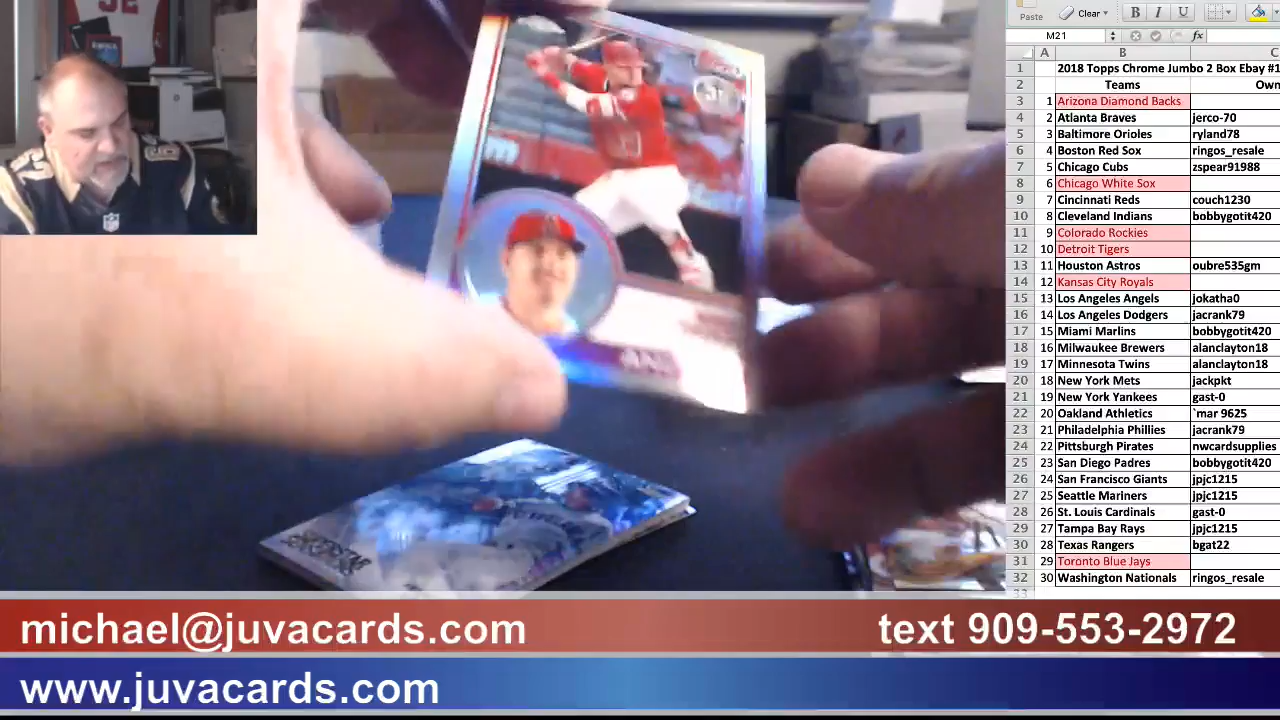 Paste
Clear
B I U
M21
fx
A B C
1 2018 Topps Chrome Jumbo 2 Box Ebay #1
2 Teams Own
3 1 Arizona Diamond Backs
4 2 Atlanta Braves jerco-70
5 3 Baltimore Orioles ryland78
6 4 Boston Red Sox ringos_resale
7 5 Chicago Cubs zspear91988
8 6 Chicago White Sox
9 7 Cincinnati Reds couch1230
10 8 Cleveland Indians bobbygotit420
11 9 Colorado Rockies
12 10 Detroit Tigers
13 11 Houston Astros oubre535gm
14 12 Kansas City Royals
15 13 Los Angeles Angels jokatha0
16 14 Los Angeles Dodgers jacrank79
17 15 Miami Marlins bobbygotit420
18 16 Milwaukee Brewers alanclayton18
19 17 Minnesota Twins alanclayton18
20 18 New York Mets jackpkt
21 19 New York Yankees gast-0
22 20 Oakland Athletics `mar 9625
23 21 Philadelphia Phillies jacrank79
24 22 Pittsburgh Pirates nwcardsupplies
25 23 San Diego Padres bobbygotit420
26 24 San Francisco Giants jpjc1215
27 25 Seattle Mariners jpjc1215
28 26 St. Louis Cardinals gast-0
29 27 Tampa Bay Rays jpjc1215
30 28 Texas Rangers bgat22
31 29 Toronto Blue Jays
32 30 Washington Nationals ringos_resale
33
michael@juvacards.com
text 909-553-2972
www.juvacards.com